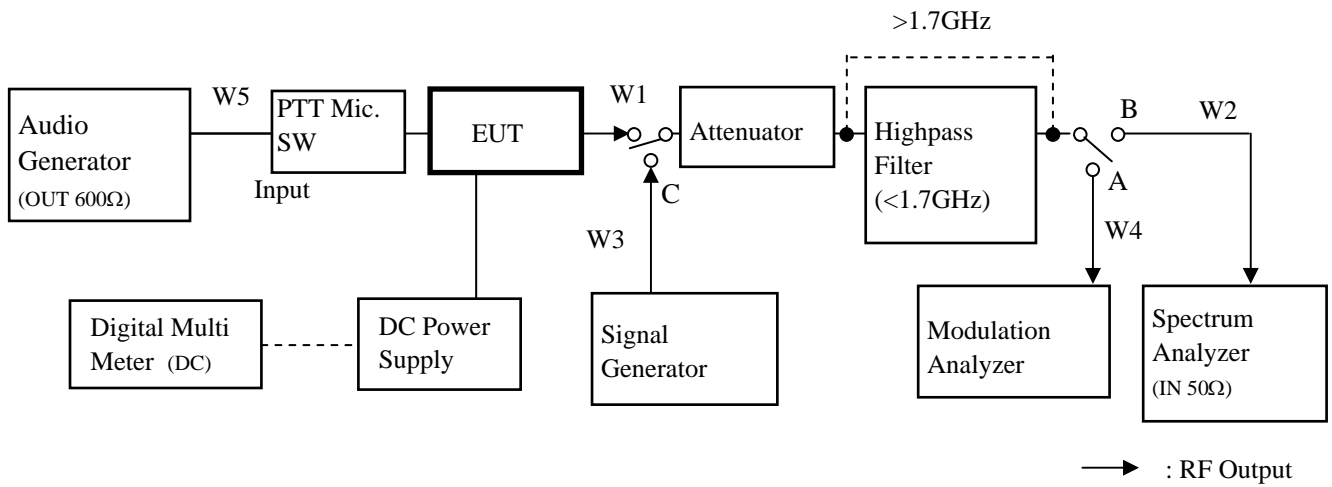 >1.7GHz
W5
W1
B
W2
Audio
Generator
(OUT 600Ω)
PTT Mic.
SW
Input
EUT
Attenuator
Highpass
Filter
(<1.7GHz)
C
A
W3
W4
Digital Multi
Meter (DC)
DC Power
Supply
Signal
Generator
Modulation
Analyzer
Spectrum
Analyzer
(IN 50Ω)
: RF Output